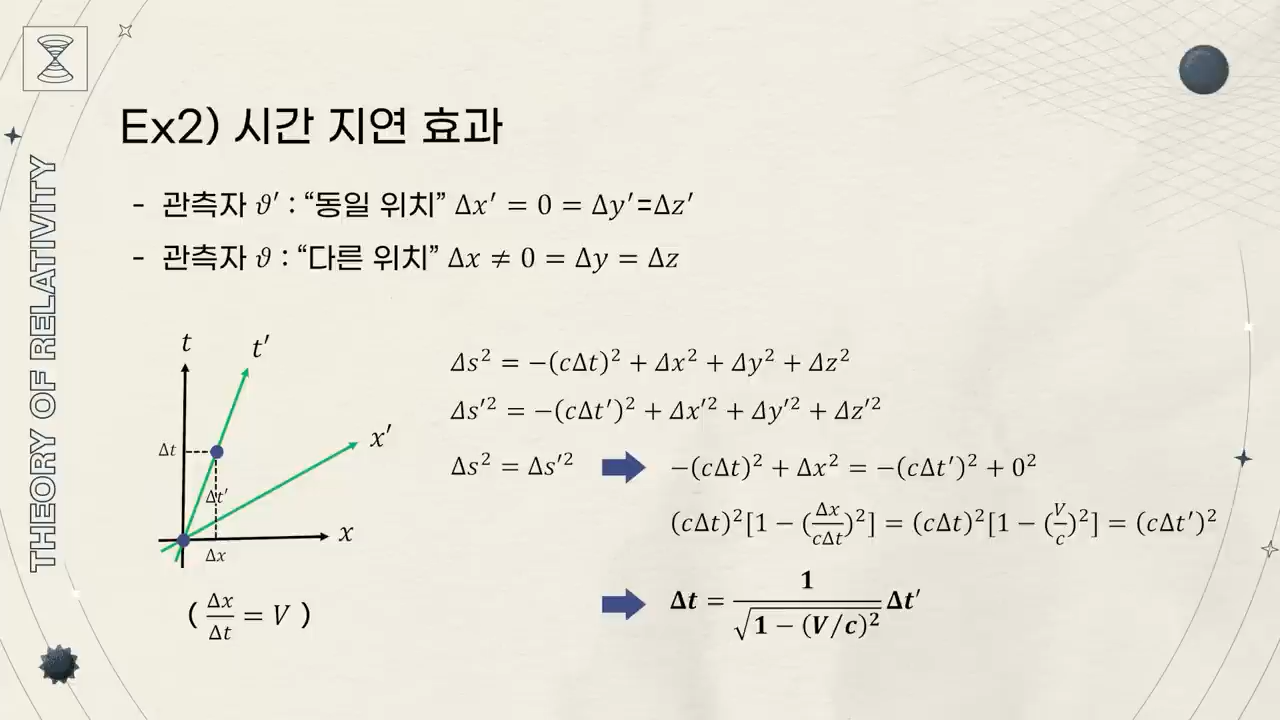 THEORY OF RELATIVITY
Ex2) 시간 지연 효과
- 관측자 𝜗′ : “동일 위치” Δx′ = 0 = Δy′=Δz′
- 관측자 𝜗 : “다른 위치” Δx ≠ 0 = Δy = Δz
t
t′
x′
Δt
Δt′
x
Δx
( Δx/Δt = V )
Δs² = −(cΔt)² + Δx² + Δy² + Δz²
Δs′² = −(cΔt′)² + Δx′² + Δy′² + Δz′²
Δs² = Δs′² −(cΔt)² + Δx² = −(cΔt′)² + 0²
(cΔt)²[1 − (Δx/cΔt)²] = (cΔt)²[1 − (V/c)²] = (cΔt′)²
Δt = 1/√(1 − (V/c)²) Δt′